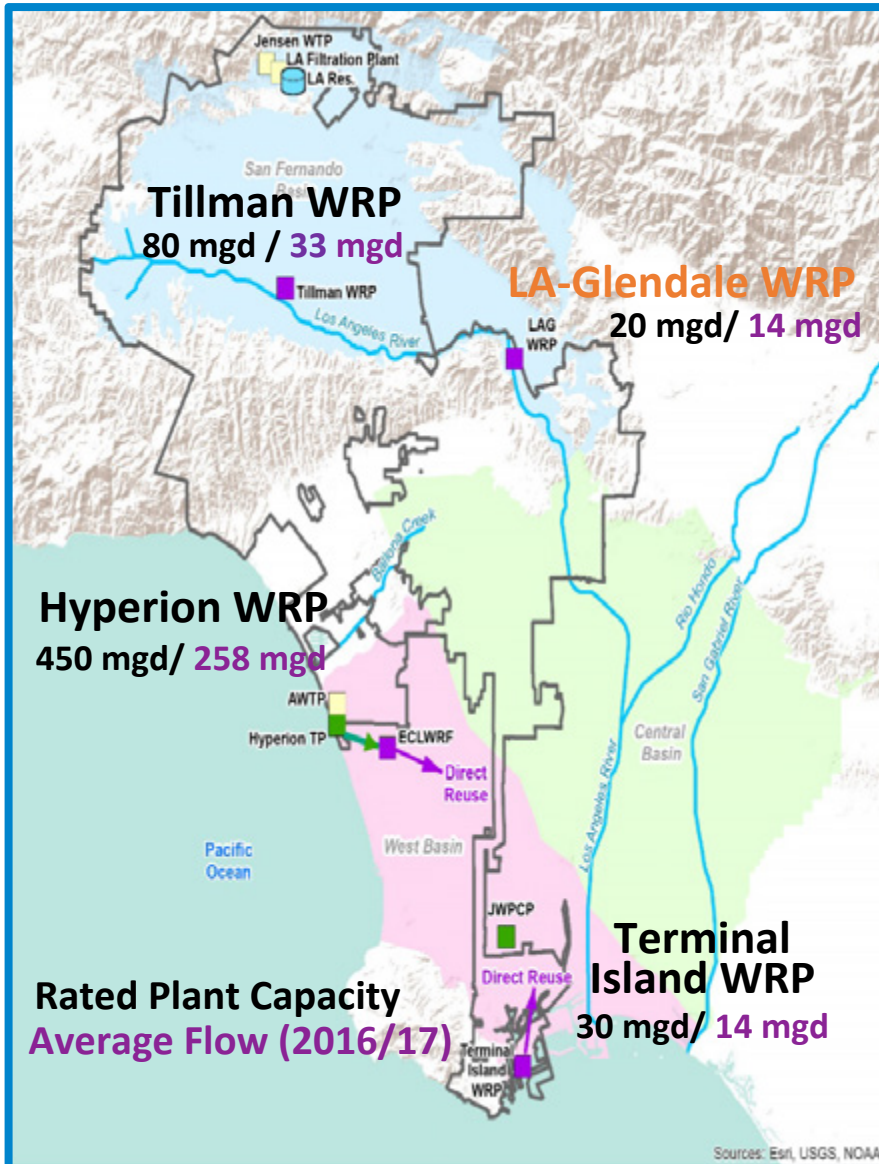 Jensen WTP
LA Filtration Plant
LA Res.
San Fernando
Tillman WRP
80 mgd / 33 mgd
Tillman WRP
Los Angeles River
LA-Glendale WRP
20 mgd/ 14 mgd
LAG
WRP
Ballona Creek
Hyperion WRP
450 mgd/ 258 mgd
AWTP
Hyperion TP
ECLWRF
Direct
Reuse
Rio Hondo
San Gabriel River
Central
Basin
Los Angeles River
West Basin
Pacific
Ocean
JWPCP
Direct Reuse
Terminal
Island WRP
30 mgd/ 14 mgd
Rated Plant Capacity
Average Flow (2016/17)
Terminal
Island
WRP
Sources: Esri, USGS, NOAA